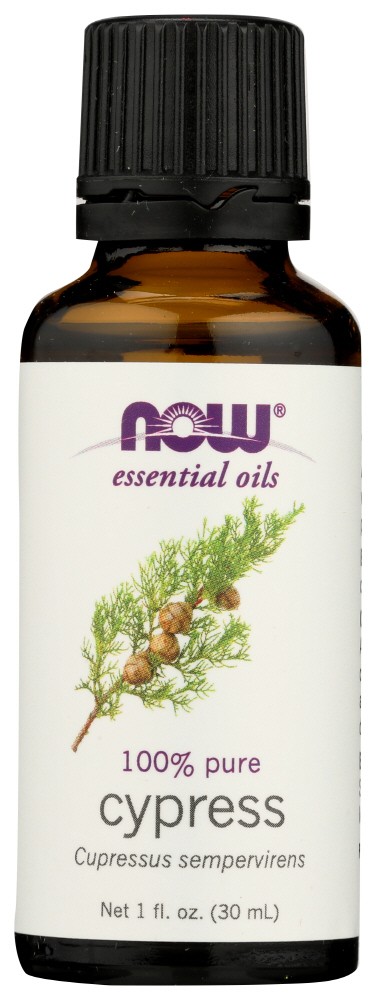 now®
essential oils
100% pure
cypress
Cupressus sempervirens
Net 1 fl. oz. (30 mL)